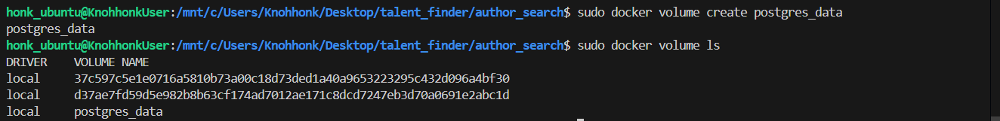 honk_ubuntu@KnohhonkUser:/mnt/c/Users/Knohhonk/Desktop/talent_finder/author_search$ sudo docker volume create postgres_data
postgres_data
honk_ubuntu@KnohhonkUser:/mnt/c/Users/Knohhonk/Desktop/talent_finder/author_search$ sudo docker volume ls
DRIVER    VOLUME NAME
local     37c597c5e1e0716a5810b73a00c18d73ded1a40a9653223295c432d096a4bf30
local     d37ae7fd59d5e982b8b63cf174ad7012ae171c8dcd7247eb3d70a0691e2abc1d
local     postgres_data